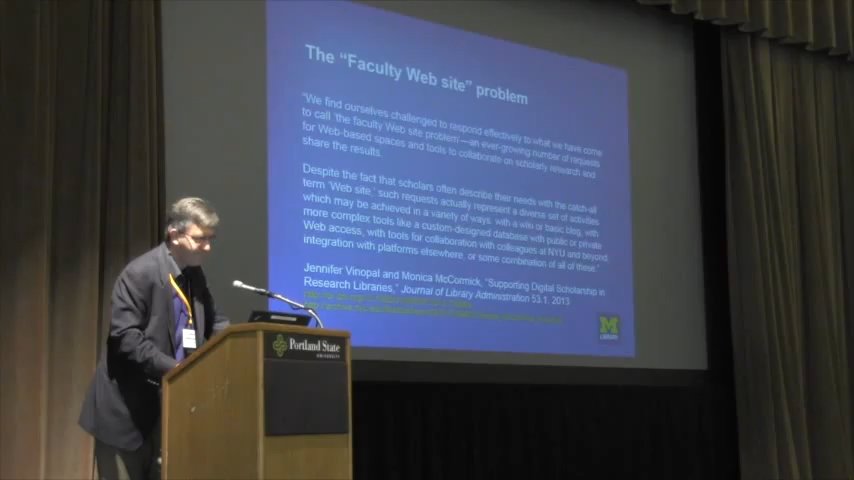 The "Faculty Web site" problem
"We find ourselves challenged to respond effectively to what we have come
to call 'the faculty Web site problem'—an ever-growing number of requests
for Web-based spaces and tools to collaborate on scholarly research and
share the results.
Despite the fact that scholars often describe their needs with the catch-all
term 'Web site,' such requests actually represent a diverse set of activities
which may be achieved in a variety of ways: with a wiki or basic blog, with
more complex tools like a custom-designed database with public or private
Web access, with tools for collaboration with colleagues at NYU and beyond,
integration with platforms elsewhere, or some combination of all of these."
Jennifer Vinopal and Monica McCormick, "Supporting Digital Scholarship in
Research Libraries," Journal of Library Administration 53.1. 2013
M
LIBRARY
Portland State
UNIVERSITY